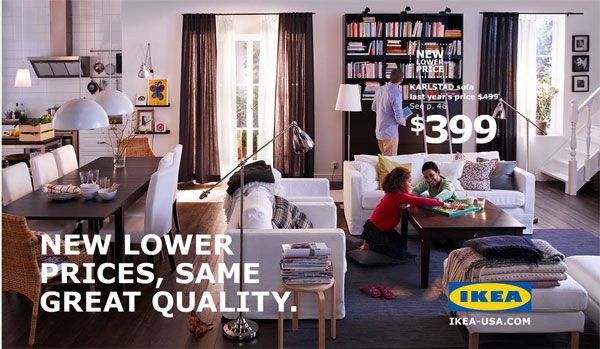 NEW
LOWER
PRICE
KARLSTAD sofa
last year's price $499
See p. 46
$399
NEW LOWER
PRICES, SAME
GREAT QUALITY.
IKEA
IKEA-USA.COM